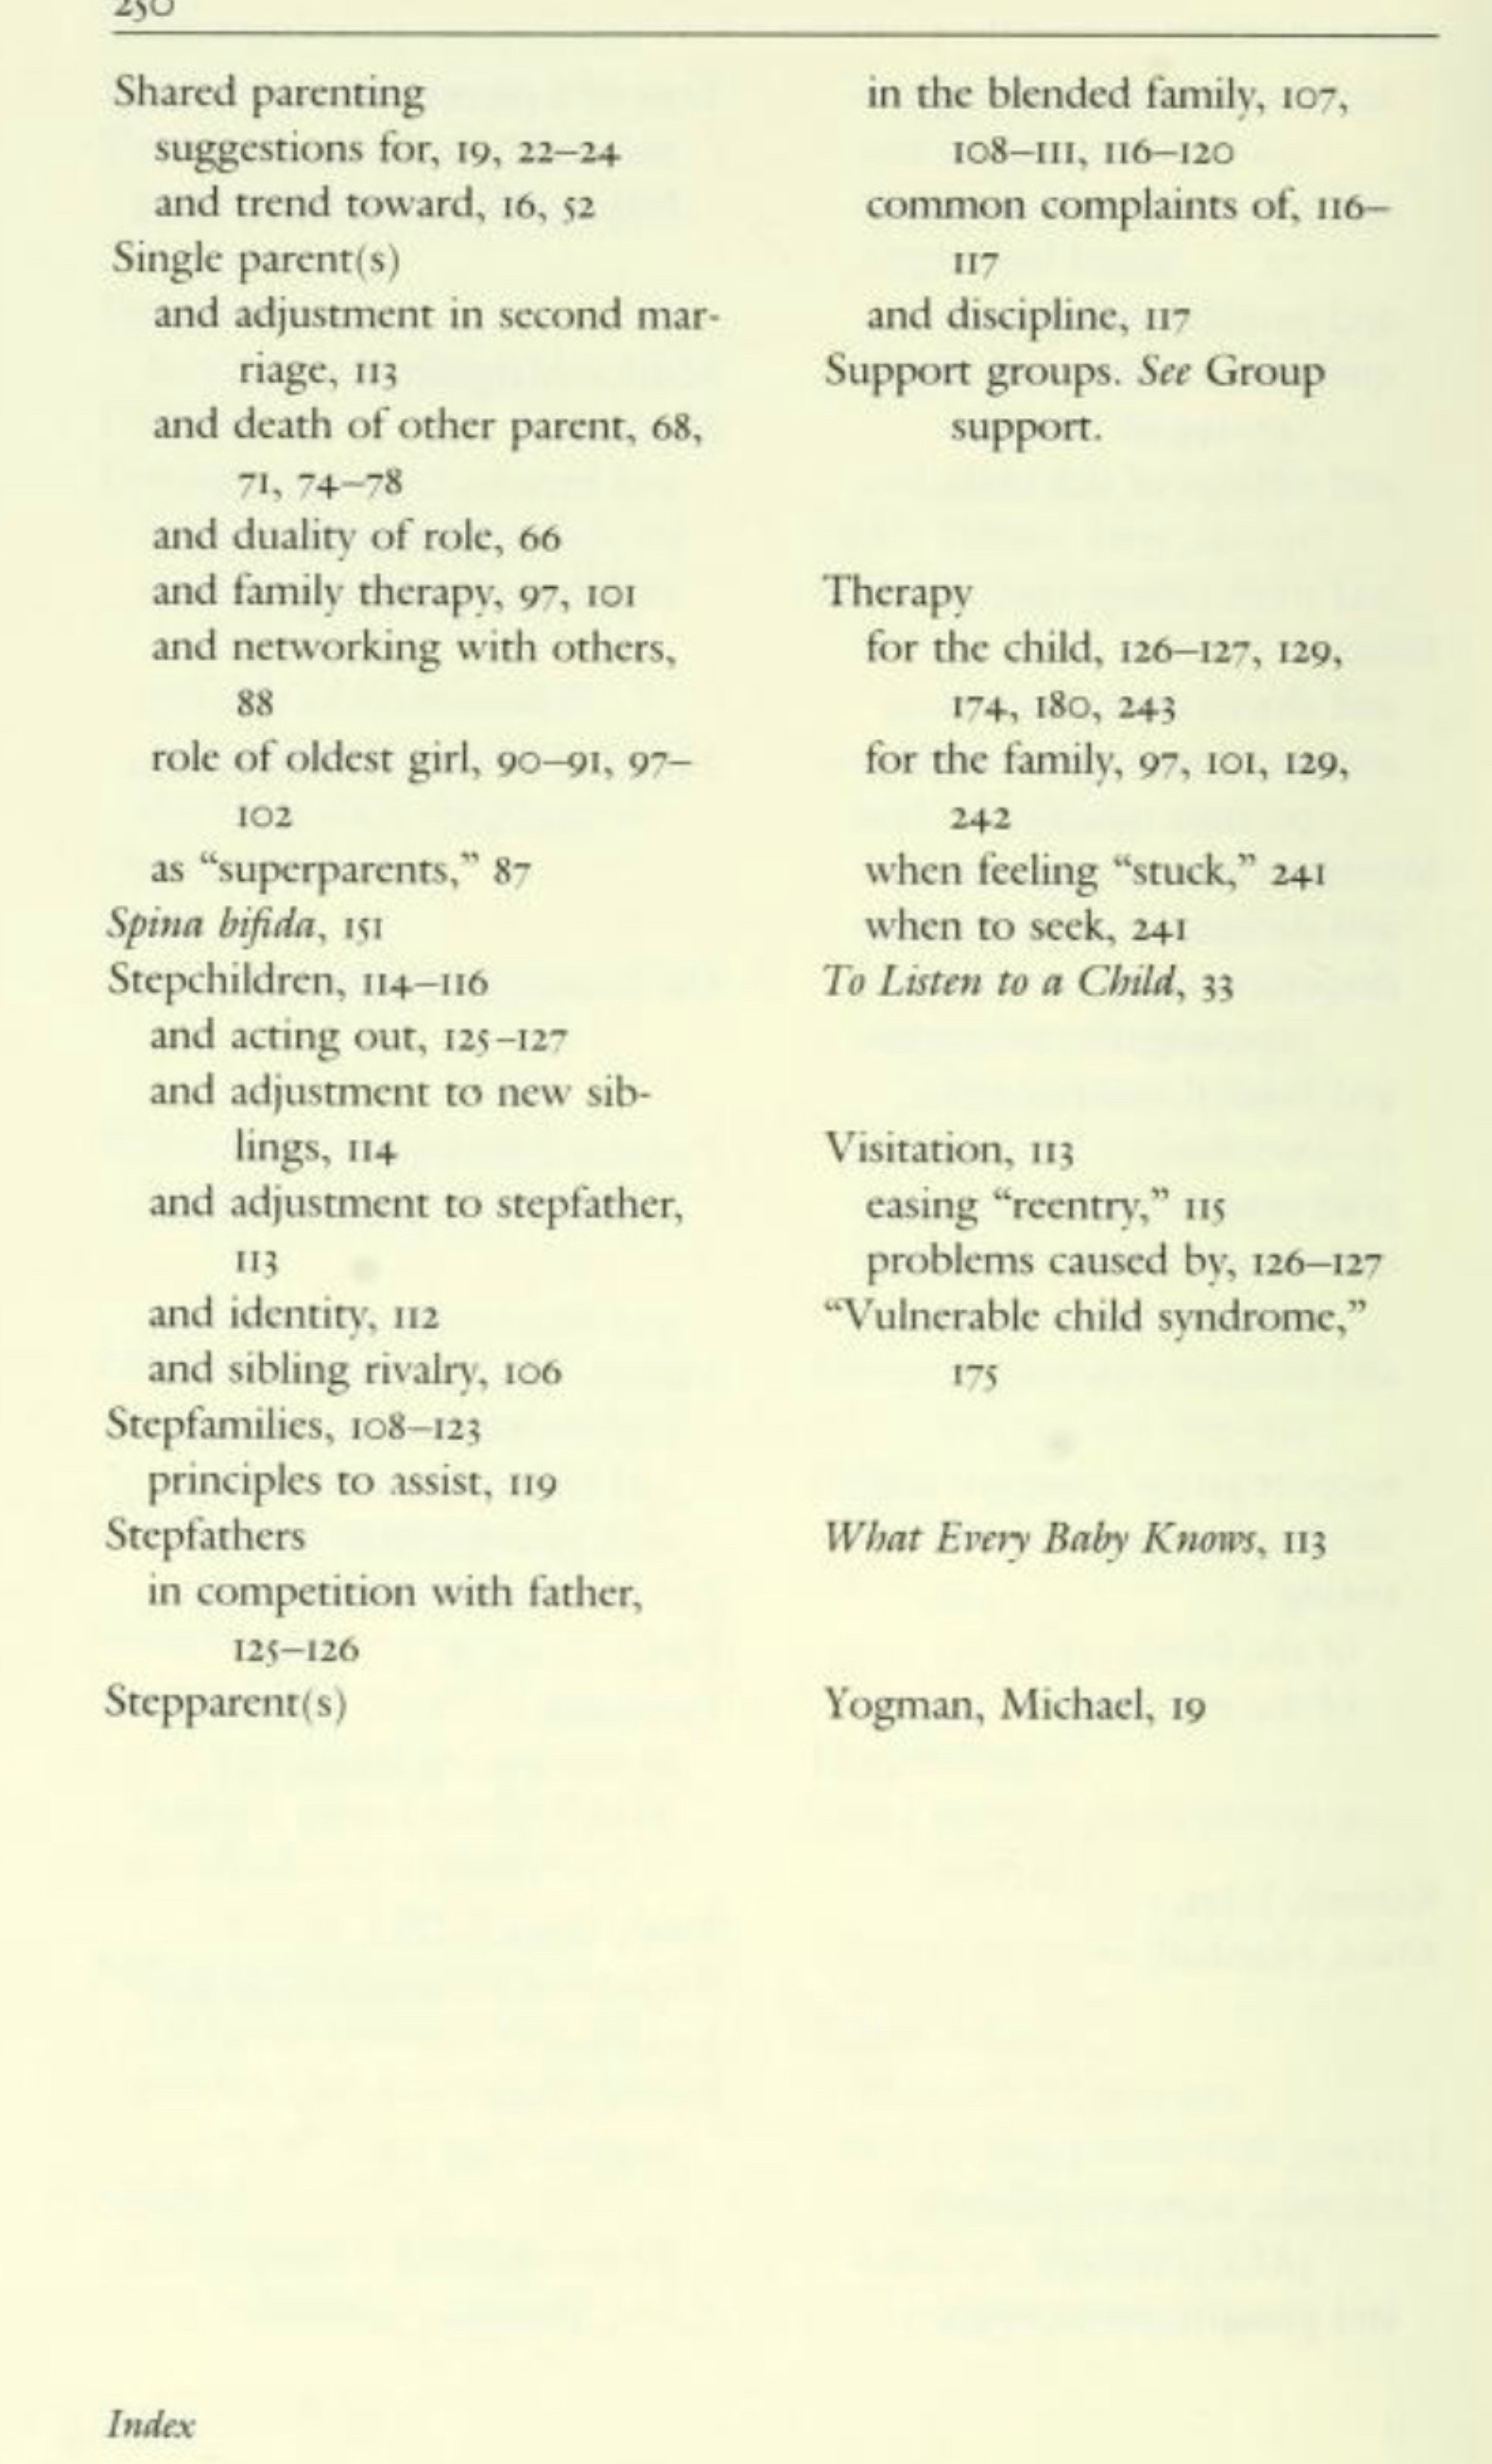 250
Shared parenting
suggestions for, 19, 22–24
and trend toward, 16, 52
Single parent(s)
and adjustment in second mar-
riage, 113
and death of other parent, 68,
71, 74–78
and duality of role, 66
and family therapy, 97, 101
and networking with others,
88
role of oldest girl, 90–91, 97–
102
as “superparents,” 87
Spina bifida, 151
Stepchildren, 114–116
and acting out, 125–127
and adjustment to new sib-
lings, 114
and adjustment to stepfather,
113
and identity, 112
and sibling rivalry, 106
Stepfamilies, 108–123
principles to assist, 119
Stepfathers
in competition with father,
125–126
Stepparent(s)
in the blended family, 107,
108–111, 116–120
common complaints of, 116–
117
and discipline, 117
Support groups. See Group
support.
Therapy
for the child, 126–127, 129,
174, 180, 243
for the family, 97, 101, 129,
242
when feeling “stuck,” 241
when to seek, 241
To Listen to a Child, 33
Visitation, 113
easing “reentry,” 115
problems caused by, 126–127
“Vulnerable child syndrome,”
175
What Every Baby Knows, 113
Yogman, Michael, 19
Index